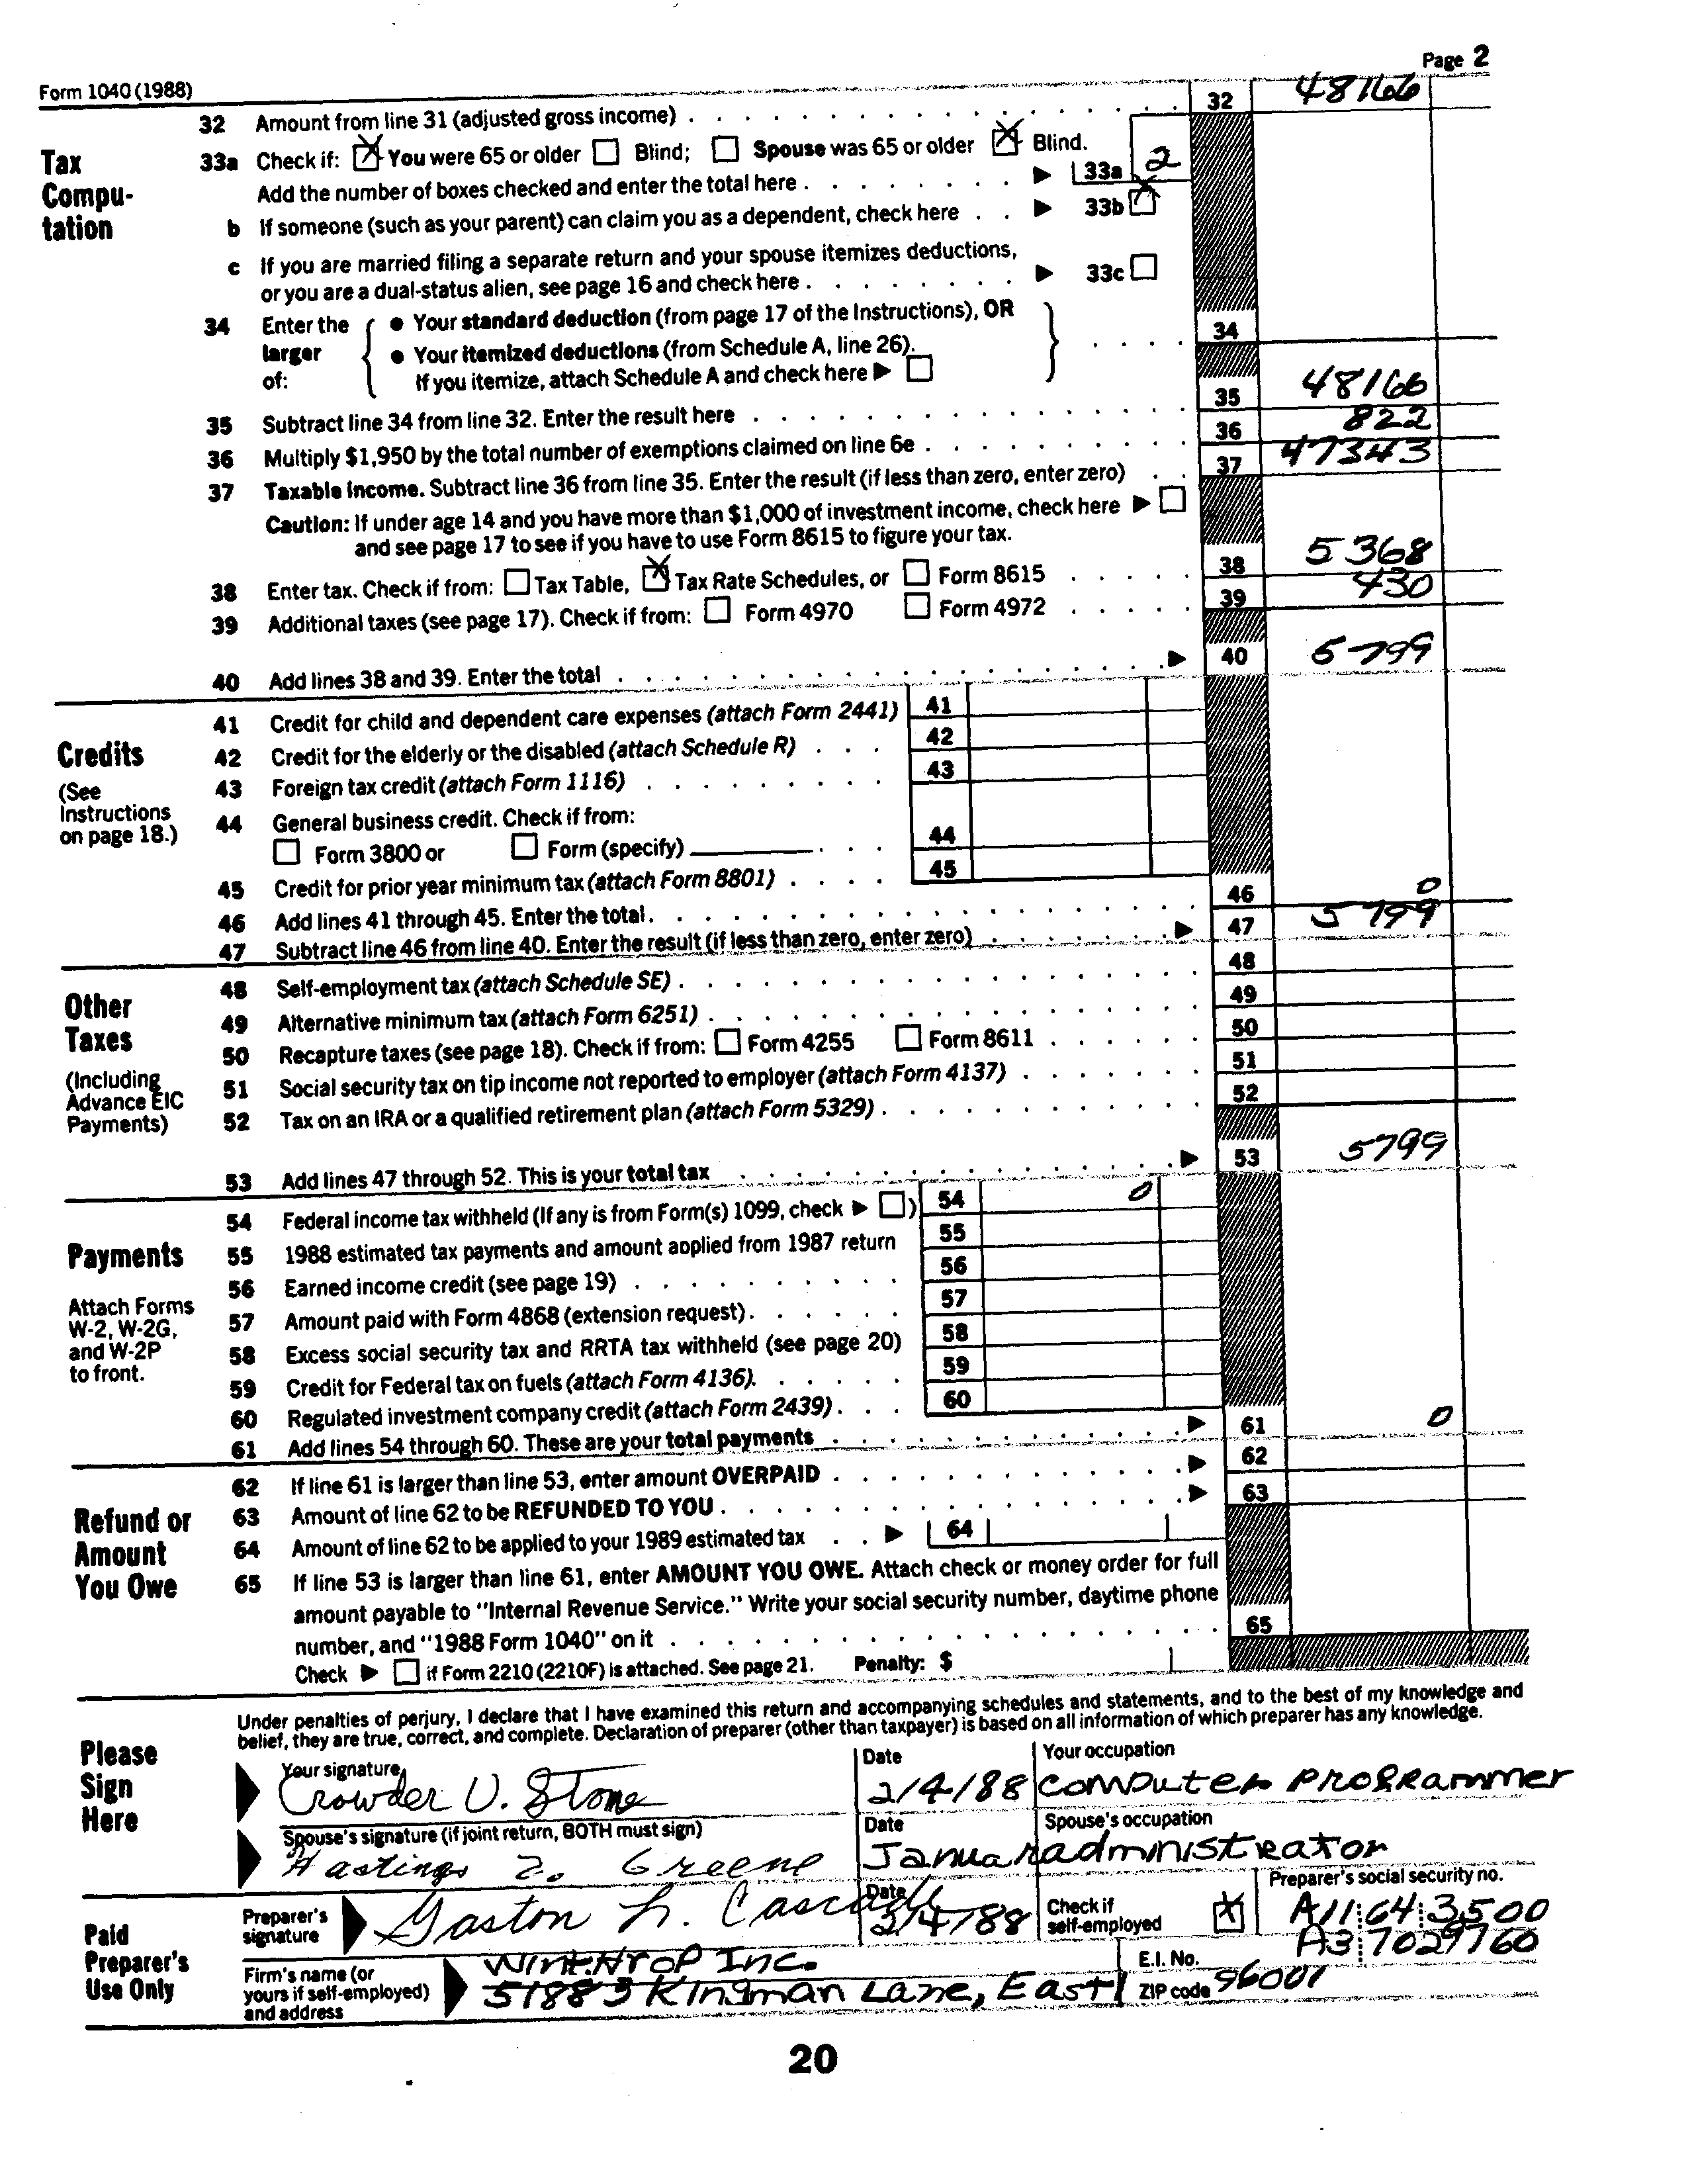 Page 2
Form 1040 (1988)
32 Amount from line 31 (adjusted gross income) 32 48166
Tax Compu-tation
33a Check if: X You were 65 or older Blind; Spouse was 65 or older X Blind.
Add the number of boxes checked and enter the total here 33a 2
b If someone (such as your parent) can claim you as a dependent, check here 33b X
c If you are married filing a separate return and your spouse itemizes deductions,
or you are a dual-status alien, see page 16 and check here 33c
34 Enter the larger of: { ● Your standard deduction (from page 17 of the Instructions), OR
● Your itemized deductions (from Schedule A, line 26).
If you itemize, attach Schedule A and check here ▶ } 34
35 Subtract line 34 from line 32. Enter the result here 35 48166
36 Multiply $1,950 by the total number of exemptions claimed on line 6e 36 822
37 Taxable income. Subtract line 36 from line 35. Enter the result (if less than zero, enter zero) 37 47343
Caution: If under age 14 and you have more than $1,000 of investment income, check here ▶
and see page 17 to see if you have to use Form 8615 to figure your tax.
38 Enter tax. Check if from: Tax Table, X Tax Rate Schedules, or Form 8615 38 5368
39 Additional taxes (see page 17). Check if from: Form 4970 Form 4972 39 430
40 Add lines 38 and 39. Enter the total ▶ 40 5799
Credits
(See Instructions on page 18.)
41 Credit for child and dependent care expenses (attach Form 2441) 41
42 Credit for the elderly or the disabled (attach Schedule R) 42
43 Foreign tax credit (attach Form 1116) 43
44 General business credit. Check if from:
Form 3800 or Form (specify) 44
45 Credit for prior year minimum tax (attach Form 8801) 45
46 Add lines 41 through 45. Enter the total 46 0
47 Subtract line 46 from line 40. Enter the result (if less than zero, enter zero) ▶ 47 5799
Other Taxes
(Including Advance EIC Payments)
48 Self-employment tax (attach Schedule SE) 48
49 Alternative minimum tax (attach Form 6251) 49
50 Recapture taxes (see page 18). Check if from: Form 4255 Form 8611 50
51 Social security tax on tip income not reported to employer (attach Form 4137) 51
52 Tax on an IRA or a qualified retirement plan (attach Form 5329) 52
53 Add lines 47 through 52. This is your total tax ▶ 53 5799
Payments
Attach Forms W-2, W-2G, and W-2P to front.
54 Federal income tax withheld (If any is from Form(s) 1099, check ▶ ) 54 0
55 1988 estimated tax payments and amount applied from 1987 return 55
56 Earned income credit (see page 19) 56
57 Amount paid with Form 4868 (extension request) 57
58 Excess social security tax and RRTA tax withheld (see page 20) 58
59 Credit for Federal tax on fuels (attach Form 4136) 59
60 Regulated investment company credit (attach Form 2439) 60
61 Add lines 54 through 60. These are your total payments ▶ 61 0
Refund or Amount You Owe
62 If line 61 is larger than line 53, enter amount OVERPAID ▶ 62
63 Amount of line 62 to be REFUNDED TO YOU ▶ 63
64 Amount of line 62 to be applied to your 1989 estimated tax ▶ 64
65 If line 53 is larger than line 61, enter AMOUNT YOU OWE. Attach check or money order for full
amount payable to "Internal Revenue Service." Write your social security number, daytime phone
number, and "1988 Form 1040" on it 65
Check ▶ if Form 2210 (2210F) is attached. See page 21. Penalty: $
Please Sign Here
Under penalties of perjury, I declare that I have examined this return and accompanying schedules and statements, and to the best of my knowledge and
belief, they are true, correct, and complete. Declaration of preparer (other than taxpayer) is based on all information of which preparer has any knowledge.
Your signature Crowder U. Stone
Date 2/4/88
Your occupation Computer Programmer
Spouse's signature (if joint return, BOTH must sign) Hastings Z. Greene
Date Januar
Spouse's occupation administrator
Paid Preparer's Use Only
Preparer's signature Gaston L. Cascade
Date 2/4/88
Check if self-employed X
Preparer's social security no. A11 64 3500
Firm's name (or yours if self-employed) and address
Winthrop Inc.
51883 Kingman Lane, East
E.I. No. A3 7029760
ZIP code 96001
20